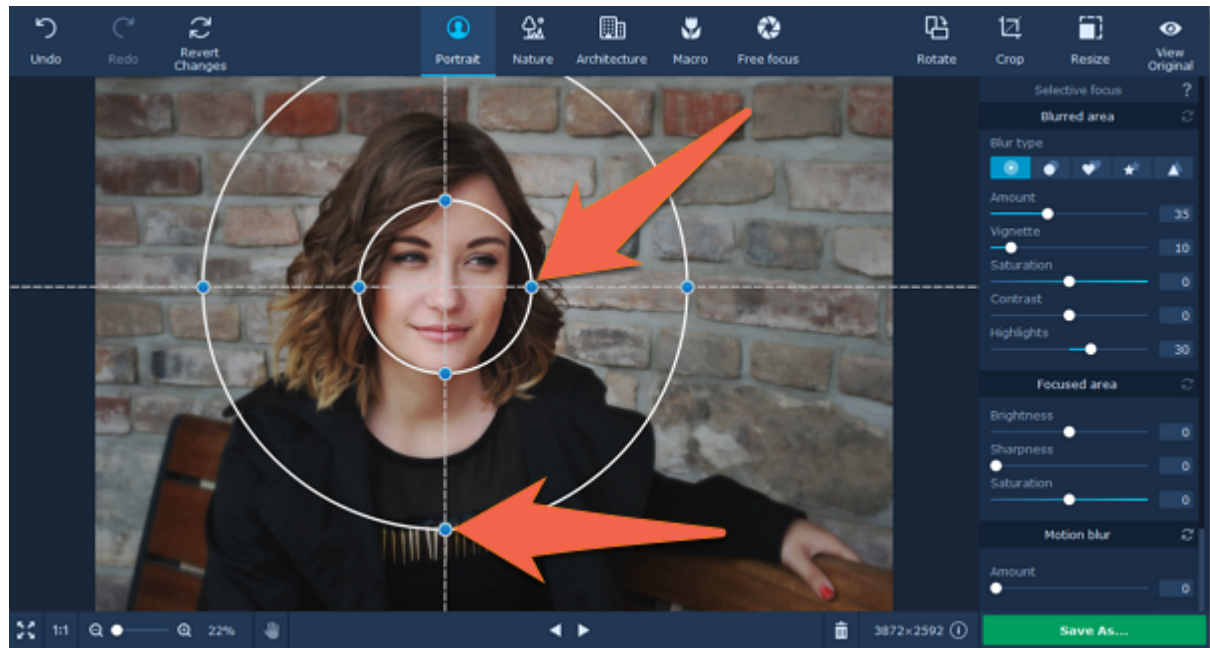 Undo
Redo
Revert
Changes
Portrait
Nature
Architecture
Macro
Free focus
Rotate
Crop
Resize
View
Original
Selective focus ?
Blurred area
Blur type
Amount
35
Vignette
10
Saturation
0
Contrast
0
Highlights
30
Focused area
Brightness
0
Sharpness
0
Saturation
0
Motion blur
Amount
0
1:1
22%
3872×2592
Save As...